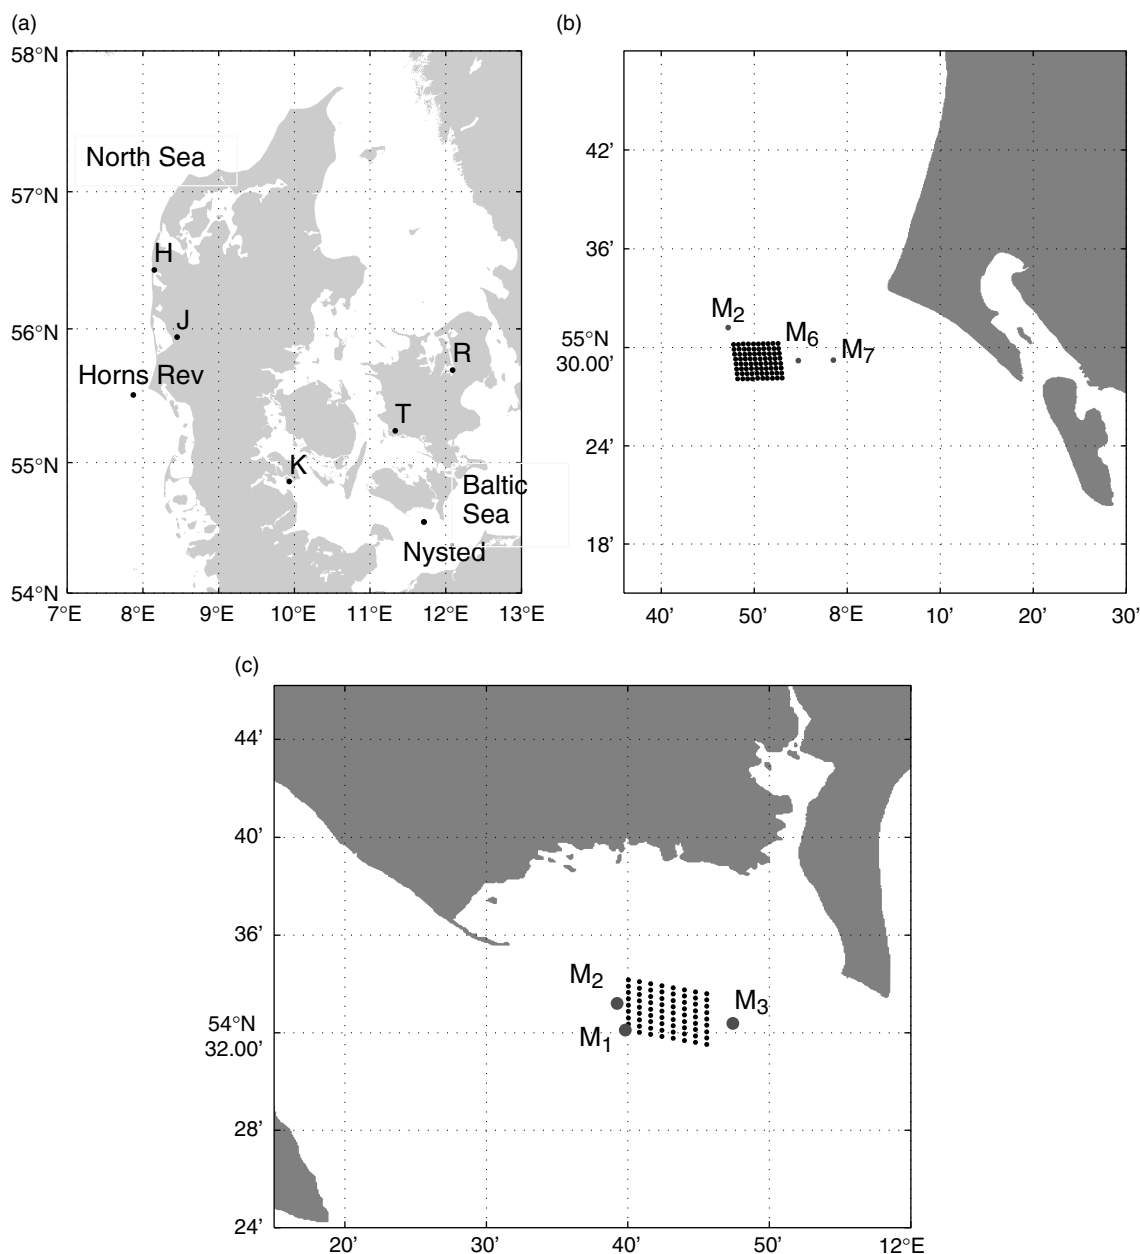 (a)
58°N
57°N
56°N
55°N
54°N
7°E 8°E 9°E 10°E 11°E 12°E 13°E
North Sea
H
J
Horns Rev
R
T
K
Baltic
Sea
Nysted
(b)
42'
36'
55°N
30.00'
24'
18'
40' 50' 8°E 10' 20' 30'
M2
M6
M7
(c)
44'
40'
36'
54°N
32.00'
28'
24'
20' 30' 40' 50' 12°E
M2
M1
M3